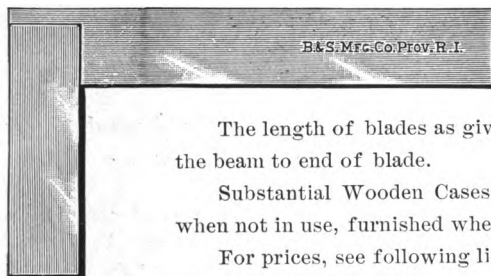 B.&S.MFG.CO.PROV.R.I.
The length of blades as giv
the beam to end of blade.
Substantial Wooden Cases
when not in use, furnished whe
For prices, see following li